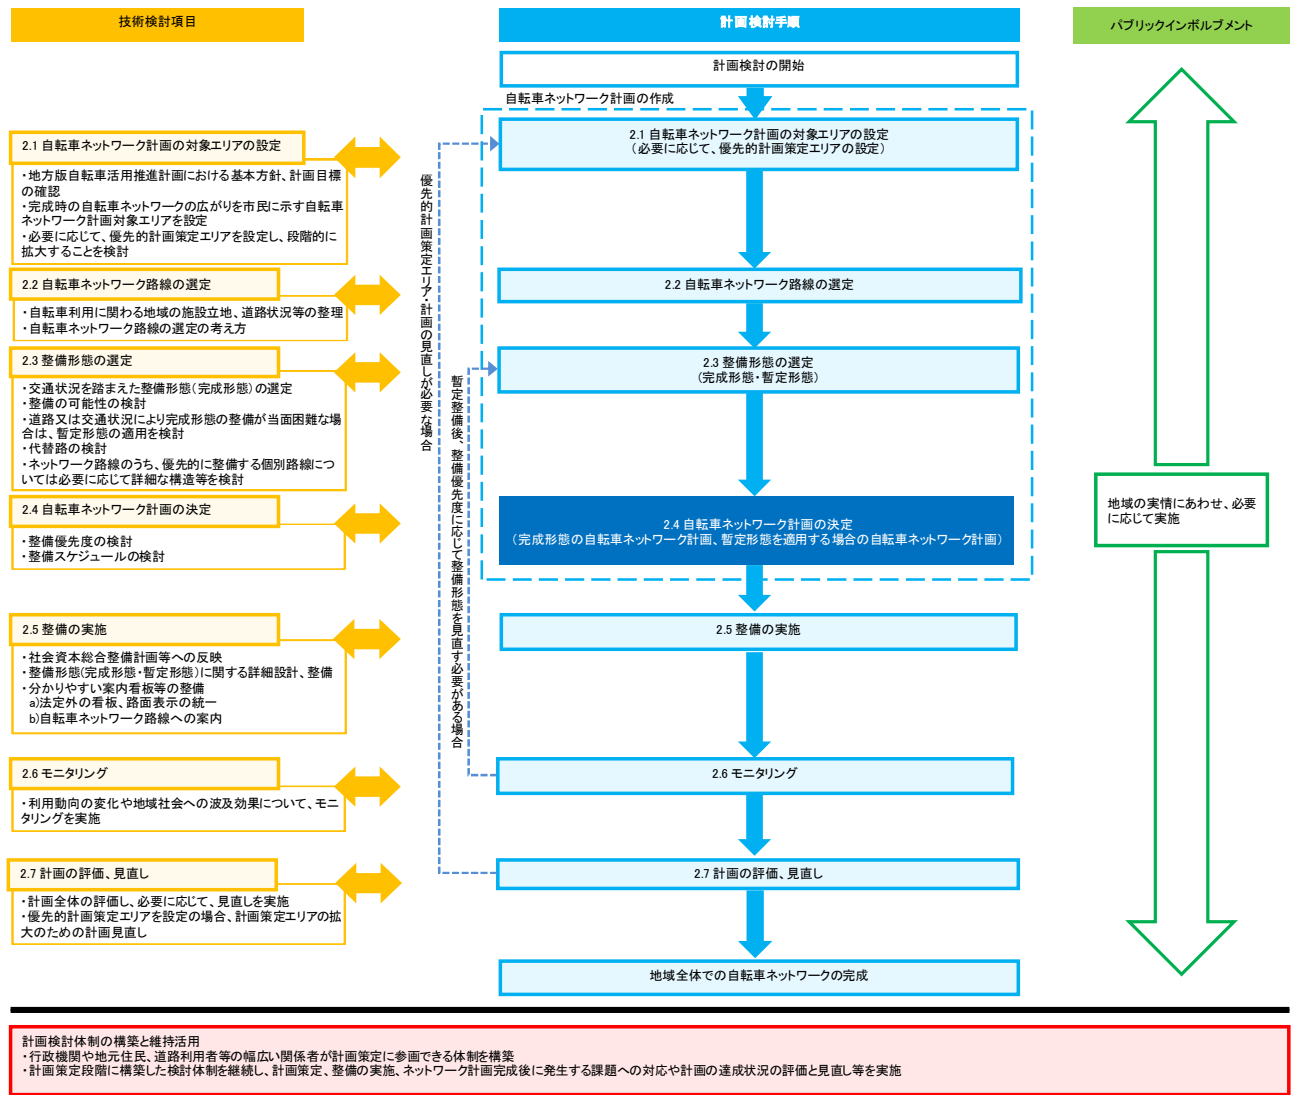 技術検討項目
計画検討手順
パブリックインボルブメント
計画検討の開始
自転車ネットワーク計画の作成
2.1 自転車ネットワーク計画の対象エリアの設定
（必要に応じて、優先的計画策定エリアの設定）
2.2 自転車ネットワーク路線の選定
2.3 整備形態の選定
（完成形態・暫定形態）
2.4 自転車ネットワーク計画の決定
（完成形態の自転車ネットワーク計画、暫定形態を適用する場合の自転車ネットワーク計画）
2.5 整備の実施
2.6 モニタリング
2.7 計画の評価、見直し
地域全体での自転車ネットワークの完成
2.1 自転車ネットワーク計画の対象エリアの設定
・地方版自転車活用推進計画における基本方針、計画目標
の確認
・完成時の自転車ネットワークの広がりを市民に示す自転車
ネットワーク計画対象エリアを設定
・必要に応じて、優先的計画策定エリアを設定し、段階的に
拡大することを検討
2.2 自転車ネットワーク路線の選定
・自転車利用に関わる地域の施設立地、道路状況等の整理
・自転車ネットワーク路線の選定の考え方
2.3 整備形態の選定
・交通状況を踏まえた整備形態（完成形態）の選定
・整備の可能性の検討
・道路又は交通状況により完成形態の整備が当面困難な場
合は、暫定形態の適用を検討
・代替路の検討
・ネットワーク路線のうち、優先的に整備する個別路線につ
いては必要に応じて詳細な構造等を検討
2.4 自転車ネットワーク計画の決定
・整備優先度の検討
・整備スケジュールの検討
2.5 整備の実施
・社会資本総合整備計画等への反映
・整備形態(完成形態・暫定形態）に関する詳細設計、整備
・分かりやすい案内看板等の整備
a)法定外の看板、路面表示の統一
b)自転車ネットワーク路線への案内
2.6 モニタリング
・利用動向の変化や地域社会への波及効果について、モニ
タリングを実施
2.7 計画の評価、見直し
・計画全体の評価し、必要に応じて、見直しを実施
・優先的計画策定エリアを設定の場合、計画策定エリアの拡
大のための計画見直し
優先的計画策定エリア・計画の見直しが必要な場合
暫定整備後、整備優先度に応じて整備形態を見直す必要がある場合
地域の実情にあわせ、必要
に応じて実施
計画検討体制の構築と維持活用
・行政機関や地元住民、道路利用者等の幅広い関係者が計画策定に参画できる体制を構築
・計画策定段階に構築した検討体制を継続し、計画策定、整備の実施、ネットワーク計画完成後に発生する課題への対応や計画の達成状況の評価と見直し等を実施